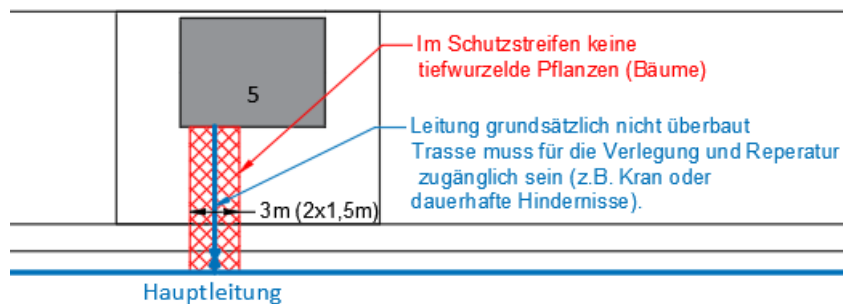 Im Schutzstreifen keine
tiefwurzelde Pflanzen (Bäume)
5
Leitung grundsätzlich nicht überbaut
Trasse muss für die Verlegung und Reperatur
zugänglich sein (z.B. Kran oder
dauerhafte Hindernisse).
3m (2x1,5m)
Hauptleitung